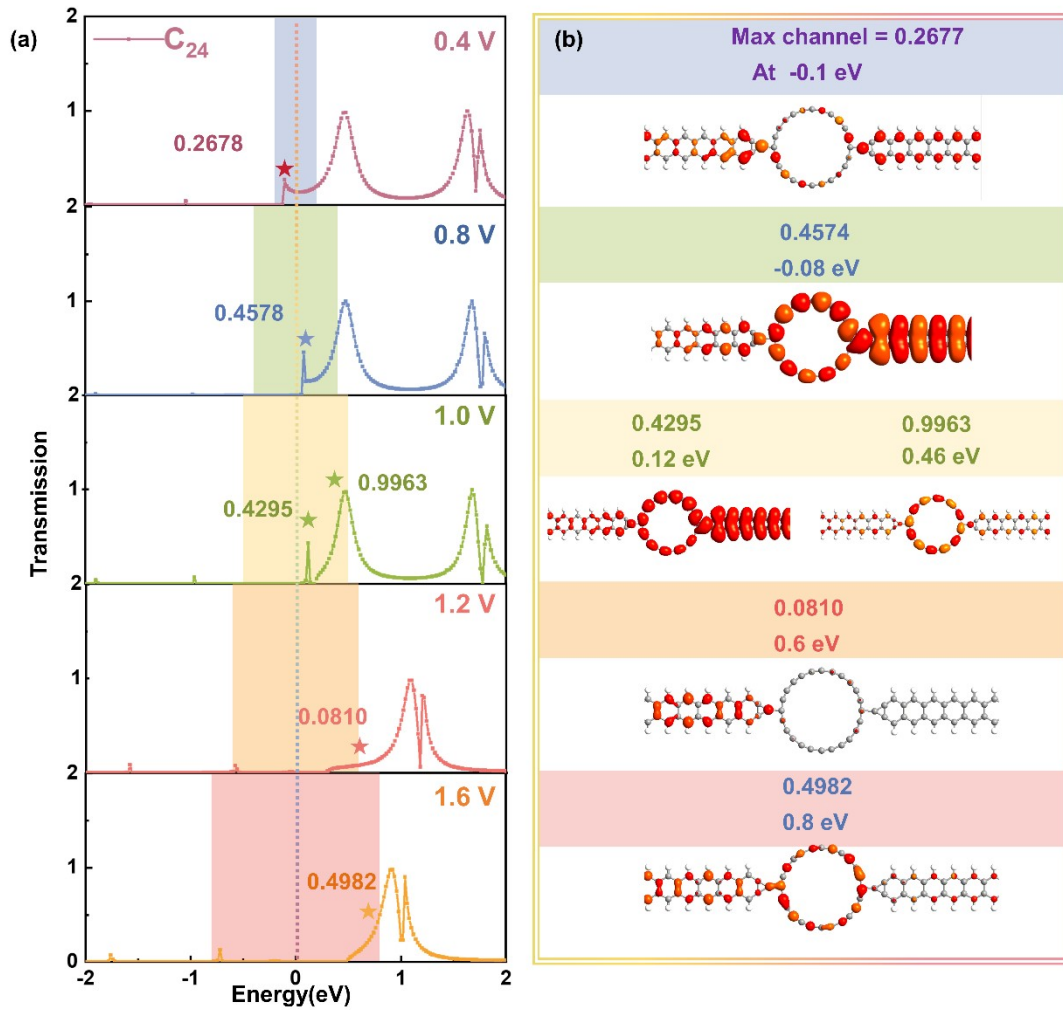 (a)
C24
0.4 V
0.2678
0.8 V
0.4578
1.0 V
0.4295
0.9963
1.2 V
0.0810
1.6 V
0.4982
Transmission
2
1
2
1
2
1
2
1
2
1
0
-2
-1
0
1
2
Energy(eV)
(b)
Max channel = 0.2677
At -0.1 eV
0.4574
-0.08 eV
0.4295 0.9963
0.12 eV 0.46 eV
0.0810
0.6 eV
0.4982
0.8 eV